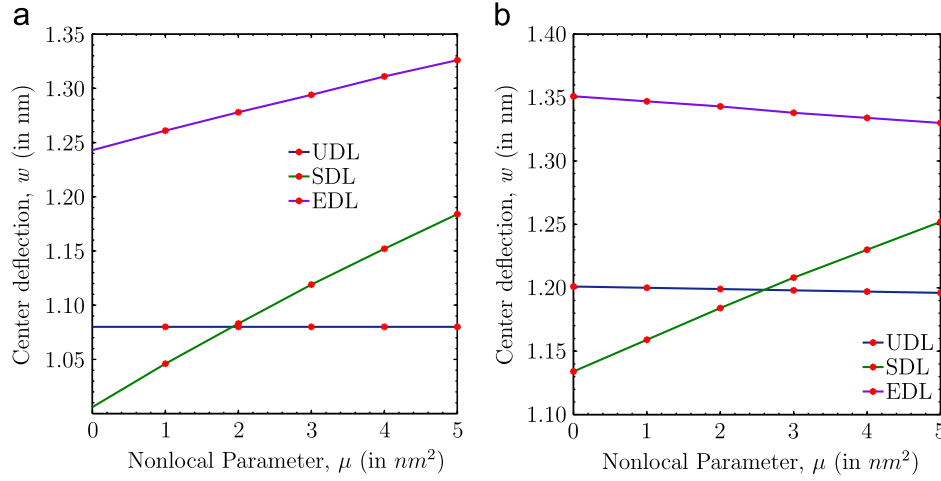 a
1.35
1.30
1.25
1.20
1.15
1.10
1.05
0 1 2 3 4 5
Center deflection, w (in nm)
Nonlocal Parameter, μ (in nm²)
UDL
SDL
EDL
b
1.40
1.35
1.30
1.25
1.20
1.15
1.10
0 1 2 3 4 5
Center deflection, w (in nm)
Nonlocal Parameter, μ (in nm²)
UDL
SDL
EDL